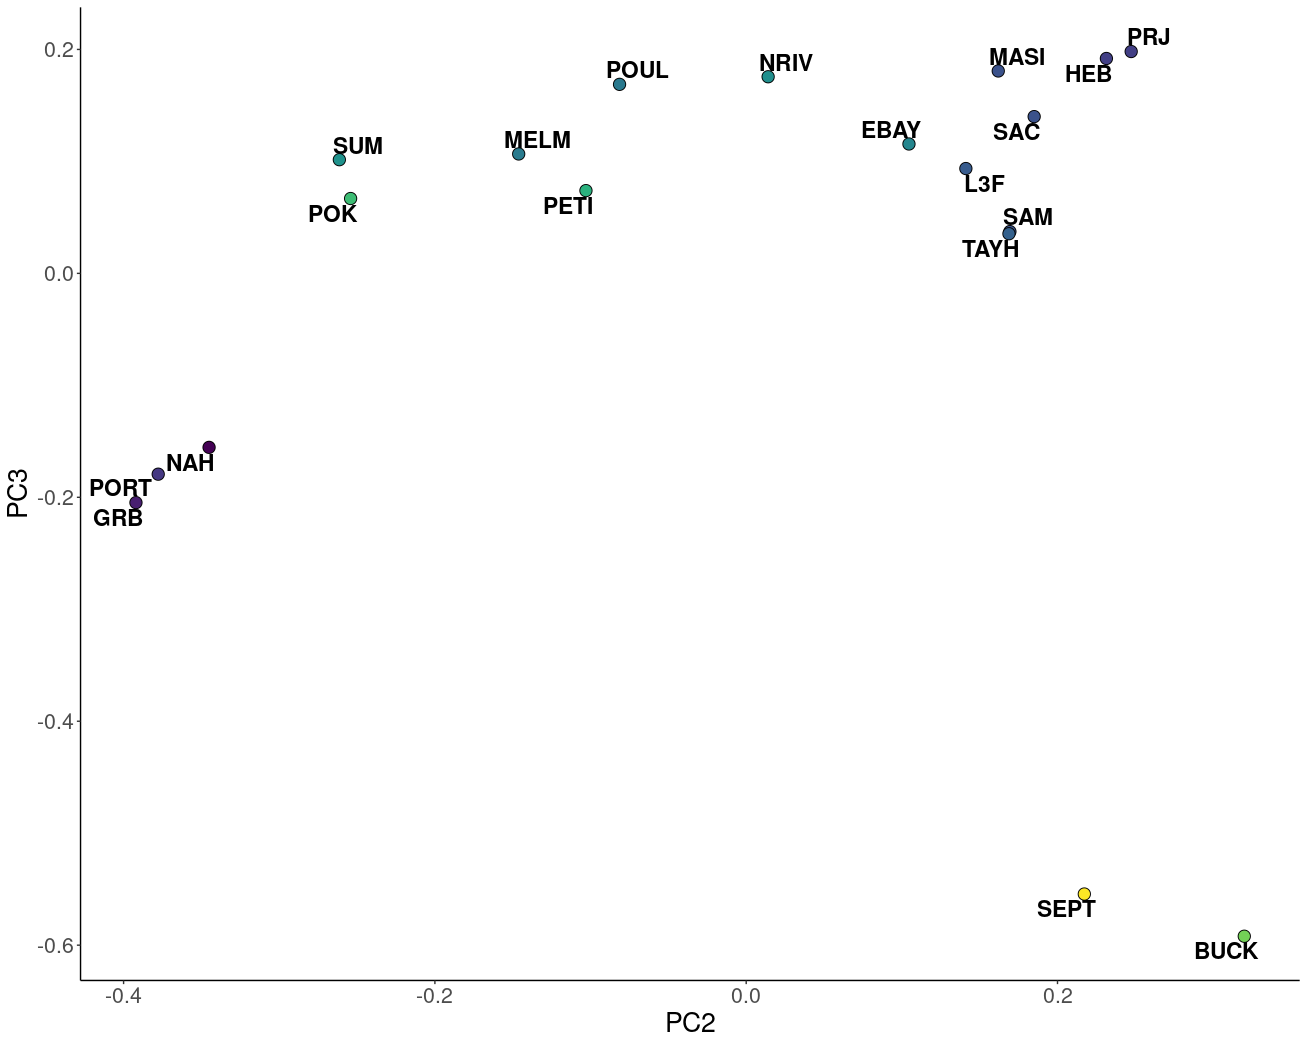 PRJ
0.2
MASI
NRIV
POUL
HEB
EBAY
SAC
MELM
SUM
L3F
PETI
POK
SAM
TAYH
0.0
NAH
PORT
GRB
-0.2
PC3
-0.4
SEPT
-0.6
BUCK
-0.4 -0.2 0.0 0.2
PC2